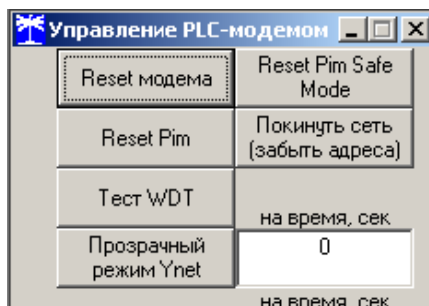 Управление PLC-модемом
Reset модема
Reset Pim Safe
Mode
Reset Pim
Покинуть сеть
(забыть адреса)
Тест WDT
на время, сек
Прозрачный
режим Ynet
0
на время, сек